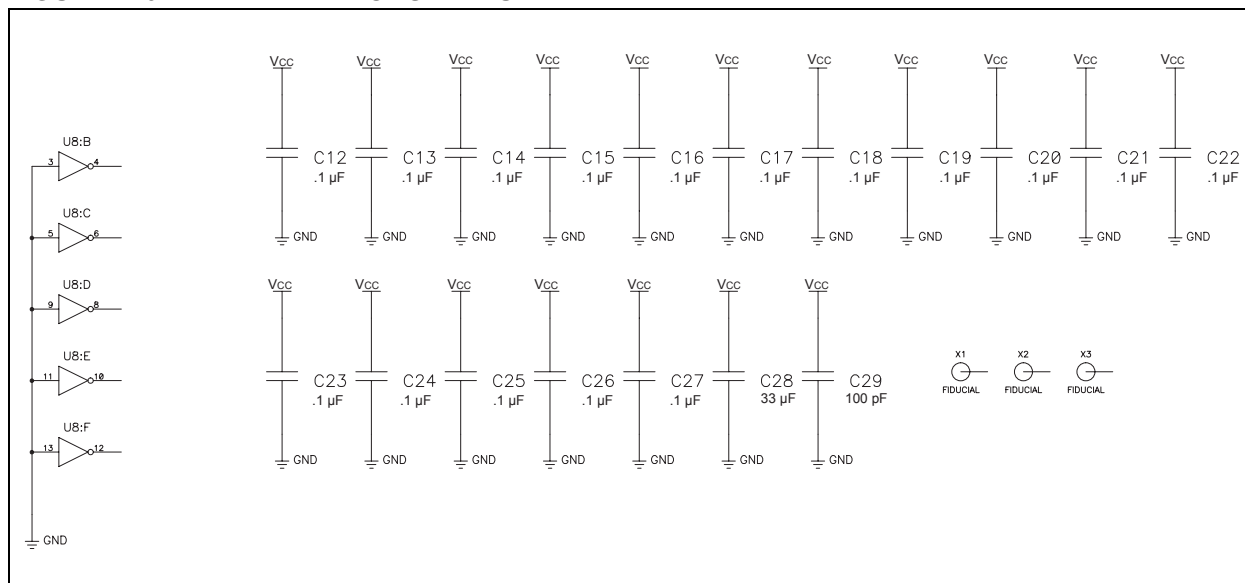 Vcc Vcc Vcc Vcc Vcc Vcc Vcc Vcc Vcc Vcc Vcc
U8:B
3 4
C12 C13 C14 C15 C16 C17 C18 C19 C20 C21 C22
.1 µF .1 µF .1 µF .1 µF .1 µF .1 µF .1 µF .1 µF .1 µF .1 µF .1 µF
U8:C
5 6
GND GND GND GND GND GND GND GND GND GND GND
U8:D
9 8
Vcc Vcc Vcc Vcc Vcc Vcc Vcc
U8:E
11 10
C23 C24 C25 C26 C27 C28 C29
.1 µF .1 µF .1 µF .1 µF .1 µF 33 µF 100 pF
X1 X2 X3
FIDUCIAL FIDUCIAL FIDUCIAL
U8:F
13 12
GND GND GND GND GND GND GND
GND